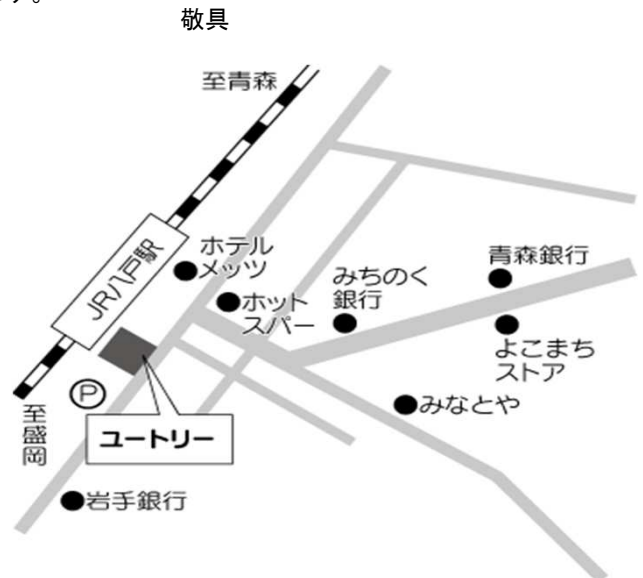 す。
敬具
至青森
JR八戸駅
ホテル
メッツ
ホット
スパー
みちのく
銀行
青森銀行
よこまち
ストア
みなとや
P
至盛岡
ユートリー
岩手銀行